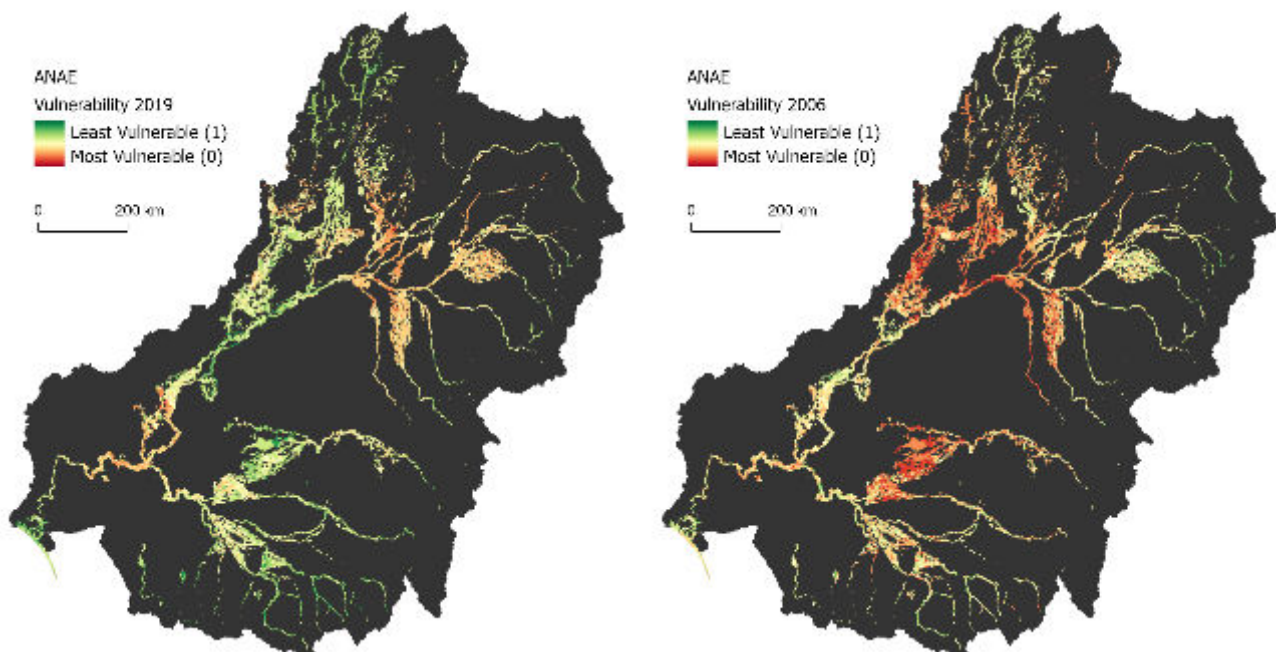 ANAE
Vulnerability 2019
Least Vulnerable (1)
Most Vulnerable (0)
0 200 km
ANAE
Vulnerability 2006
Least Vulnerable (1)
Most Vulnerable (0)
0 200 km